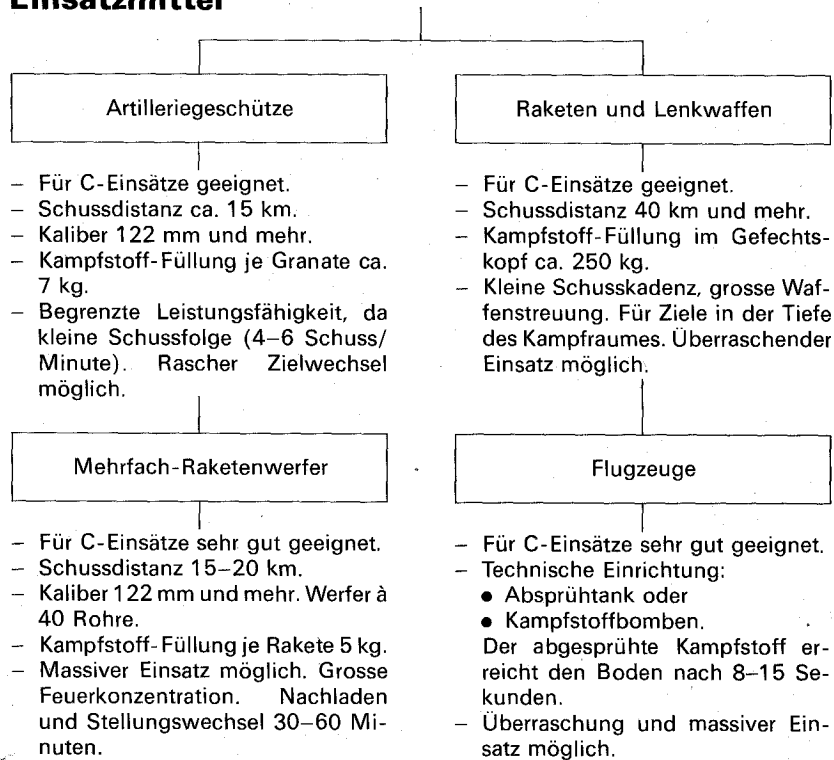 Einsatzmittel
Artilleriegeschütze
– Für C-Einsätze geeignet.
– Schussdistanz ca. 15 km.
– Kaliber 122 mm und mehr.
– Kampfstoff-Füllung je Granate ca.
7 kg.
– Begrenzte Leistungsfähigkeit, da
kleine Schussfolge (4–6 Schuss/
Minute). Rascher Zielwechsel
möglich.
Raketen und Lenkwaffen
– Für C-Einsätze geeignet.
– Schussdistanz 40 km und mehr.
– Kampfstoff-Füllung im Gefechts-
kopf ca. 250 kg.
– Kleine Schusskadenz, grosse Waf-
fenstreuung. Für Ziele in der Tiefe
des Kampfraumes. Überraschender
Einsatz möglich.
Mehrfach-Raketenwerfer
– Für C-Einsätze sehr gut geeignet.
– Schussdistanz 15–20 km.
– Kaliber 122 mm und mehr. Werfer à
40 Rohre.
– Kampfstoff-Füllung je Rakete 5 kg.
– Massiver Einsatz möglich. Grosse
Feuerkonzentration. Nachladen
und Stellungswechsel 30–60 Mi-
nuten.
Flugzeuge
– Für C-Einsätze sehr gut geeignet.
– Technische Einrichtung:
• Absprühtank oder
• Kampfstoffbomben.
Der abgesprühte Kampfstoff er-
reicht den Boden nach 8–15 Se-
kunden.
– Überraschung und massiver Ein-
satz möglich.